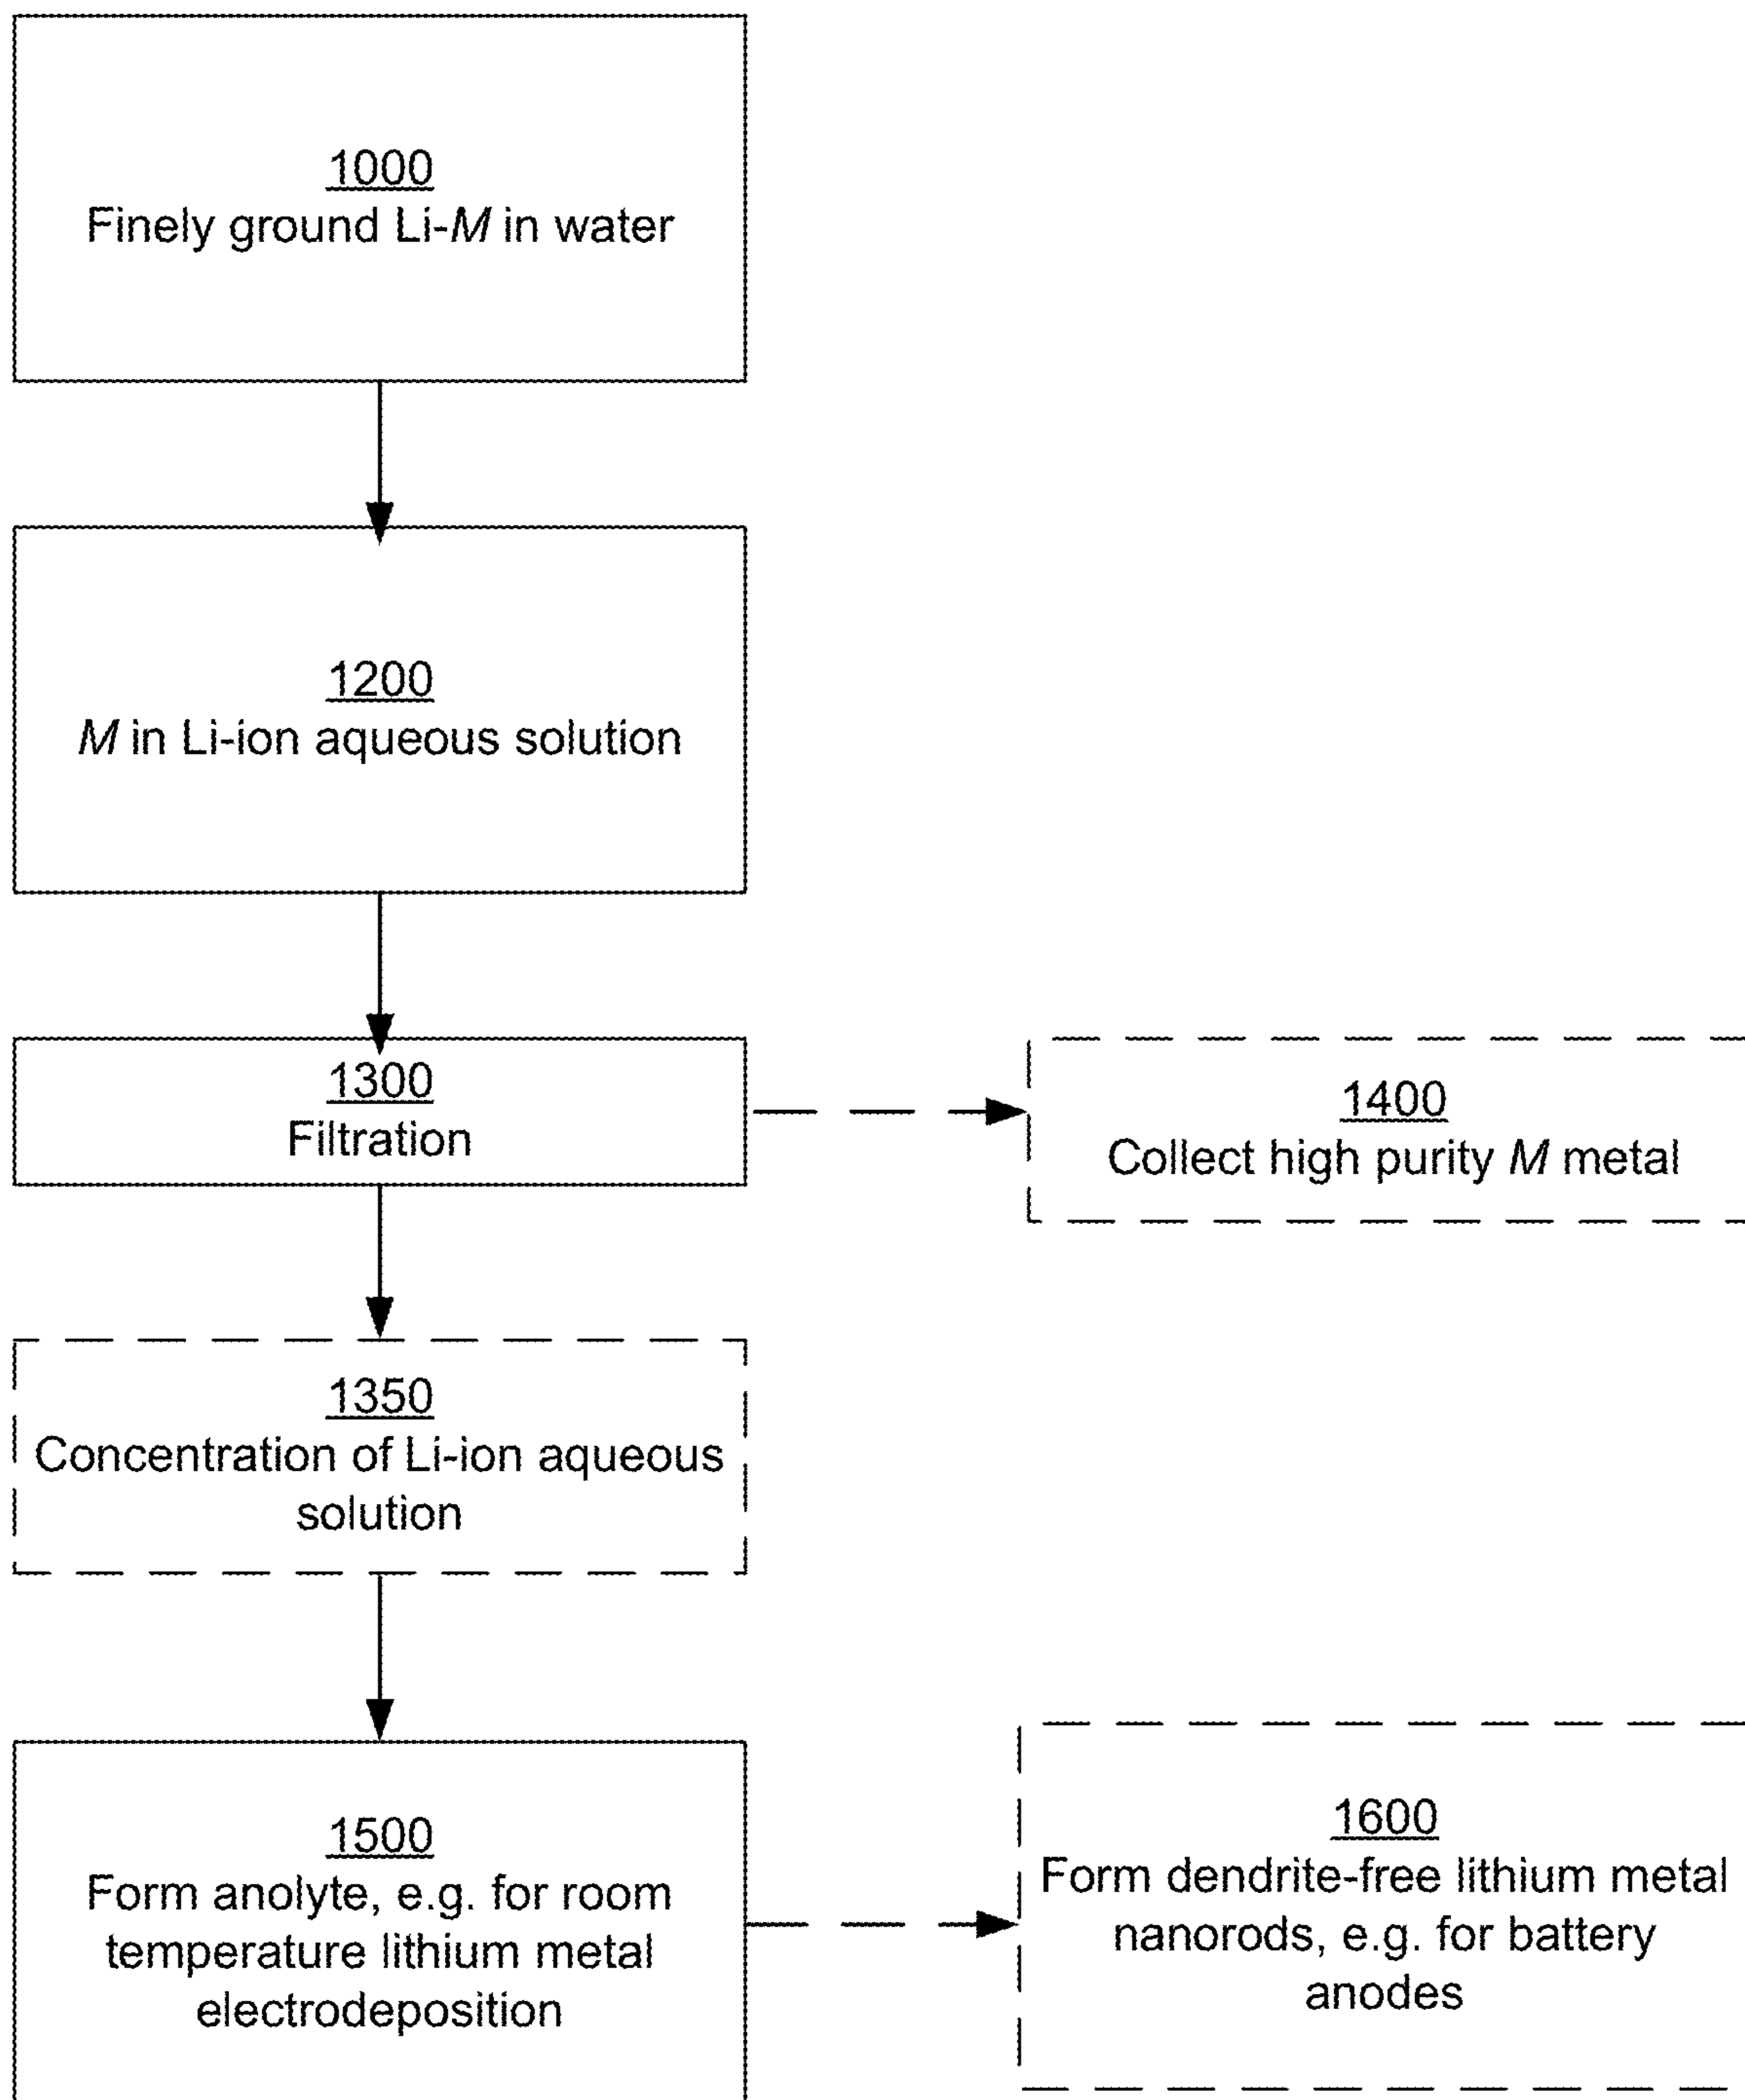 1000
Finely ground Li-M in water
1200
M in Li-ion aqueous solution
1300
Filtration
1400
Collect high purity M metal
1350
Concentration of Li-ion aqueous
solution
1500
Form anolyte, e.g. for room
temperature lithium metal
electrodeposition
1600
Form dendrite-free lithium metal
nanorods, e.g. for battery
anodes